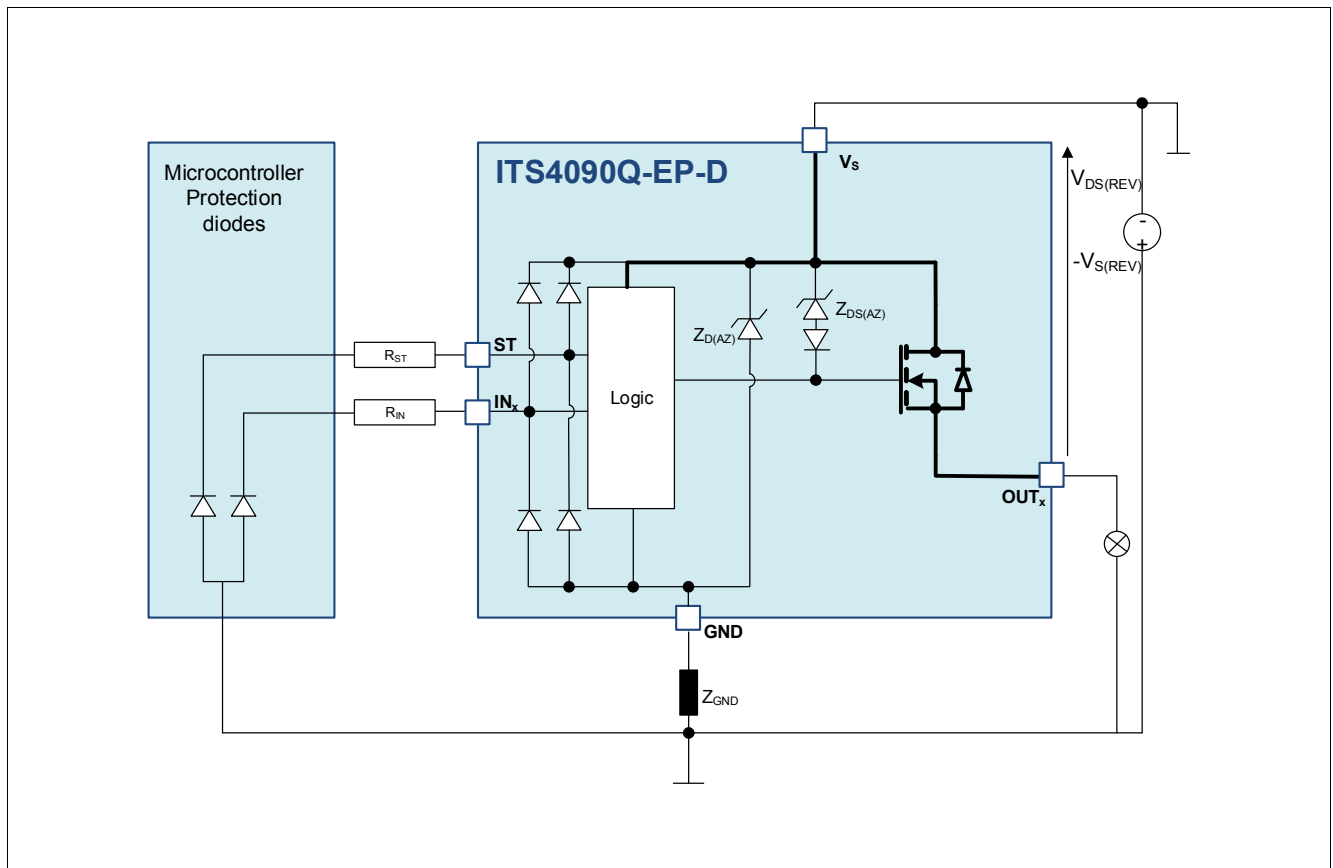 Microcontroller
Protection
diodes
ITS4090Q-EP-D
VS
VDS(REV)
-
+
-VS(REV)
ZD(AZ)
ZDS(AZ)
RST
ST
RIN
INx
Logic
OUTx
GND
ZGND